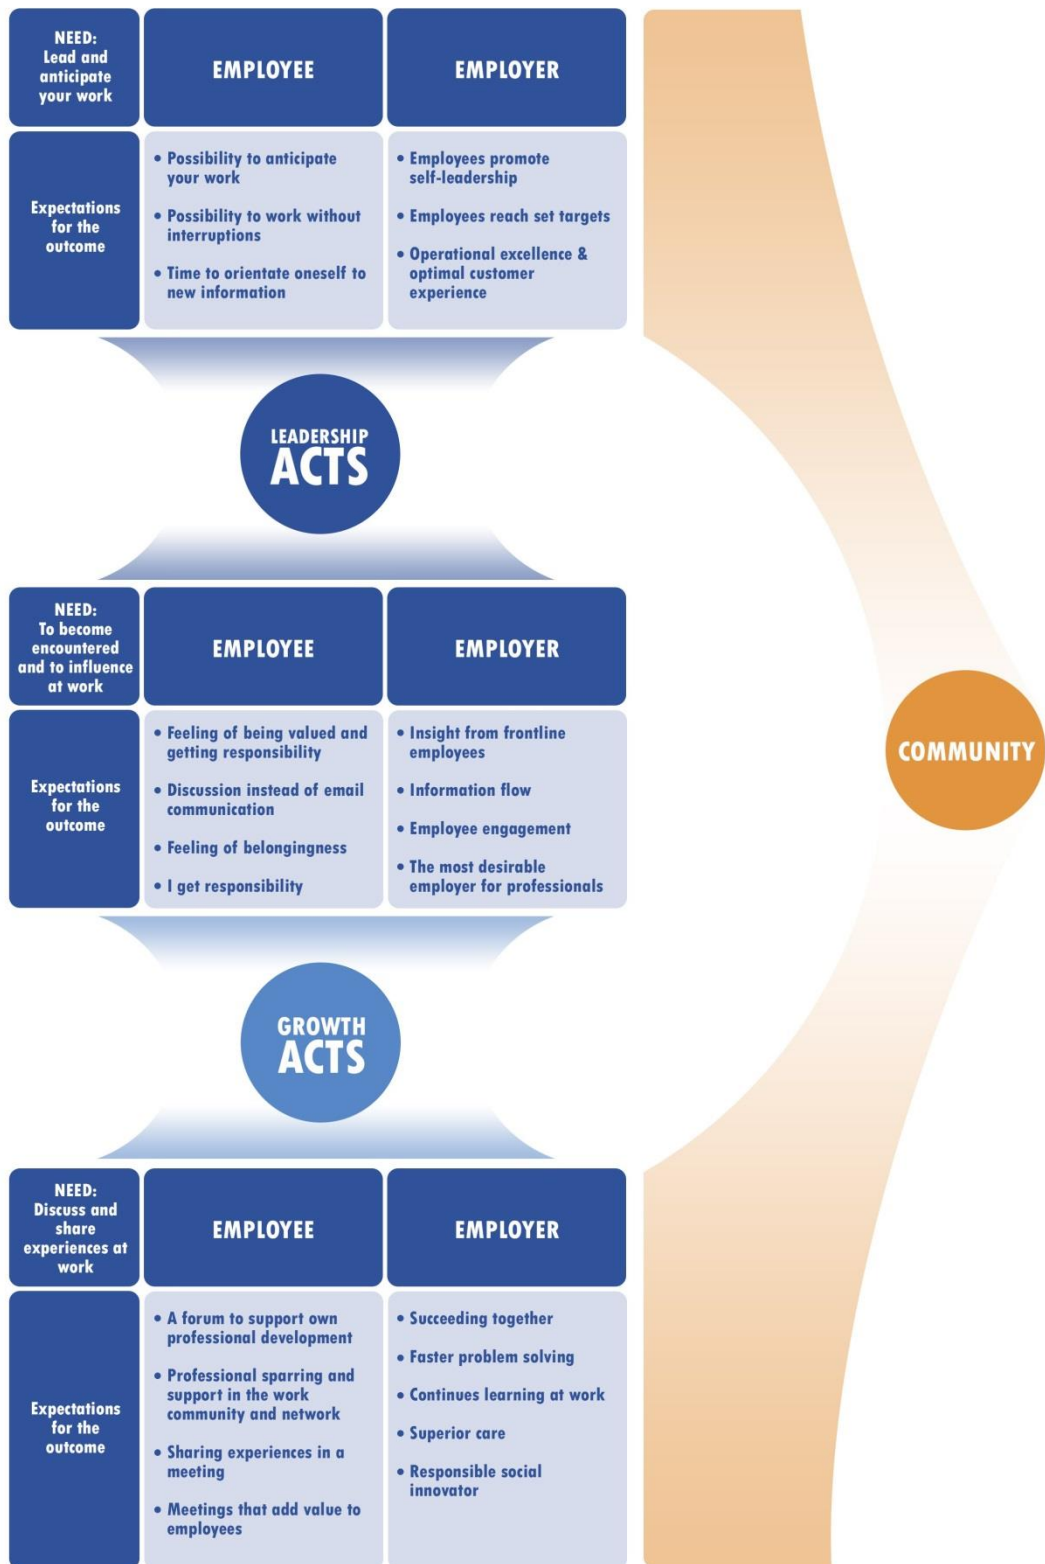 NEED:
Lead and
anticipate
your work
EMPLOYEE
EMPLOYER
Expectations
for the
outcome
• Possibility to anticipate
your work
• Possibility to work without
interruptions
• Time to orientate oneself to
new information
• Employees promote
self-leadership
• Employees reach set targets
• Operational excellence &
optimal customer
experience
LEADERSHIP
ACTS
NEED:
To become
encountered
and to influence
at work
EMPLOYEE
EMPLOYER
Expectations
for the
outcome
• Feeling of being valued and
getting responsibility
• Discussion instead of email
communication
• Feeling of belongingness
• I get responsibility
• Insight from frontline
employees
• Information flow
• Employee engagement
• The most desirable
employer for professionals
COMMUNITY
GROWTH
ACTS
NEED:
Discuss and
share
experiences at
work
EMPLOYEE
EMPLOYER
Expectations
for the
outcome
• A forum to support own
professional development
• Professional sparring and
support in the work
community and network
• Sharing experiences in a
meeting
• Meetings that add value to
employees
• Succeeding together
• Faster problem solving
• Continues learning at work
• Superior care
• Responsible social
innovator